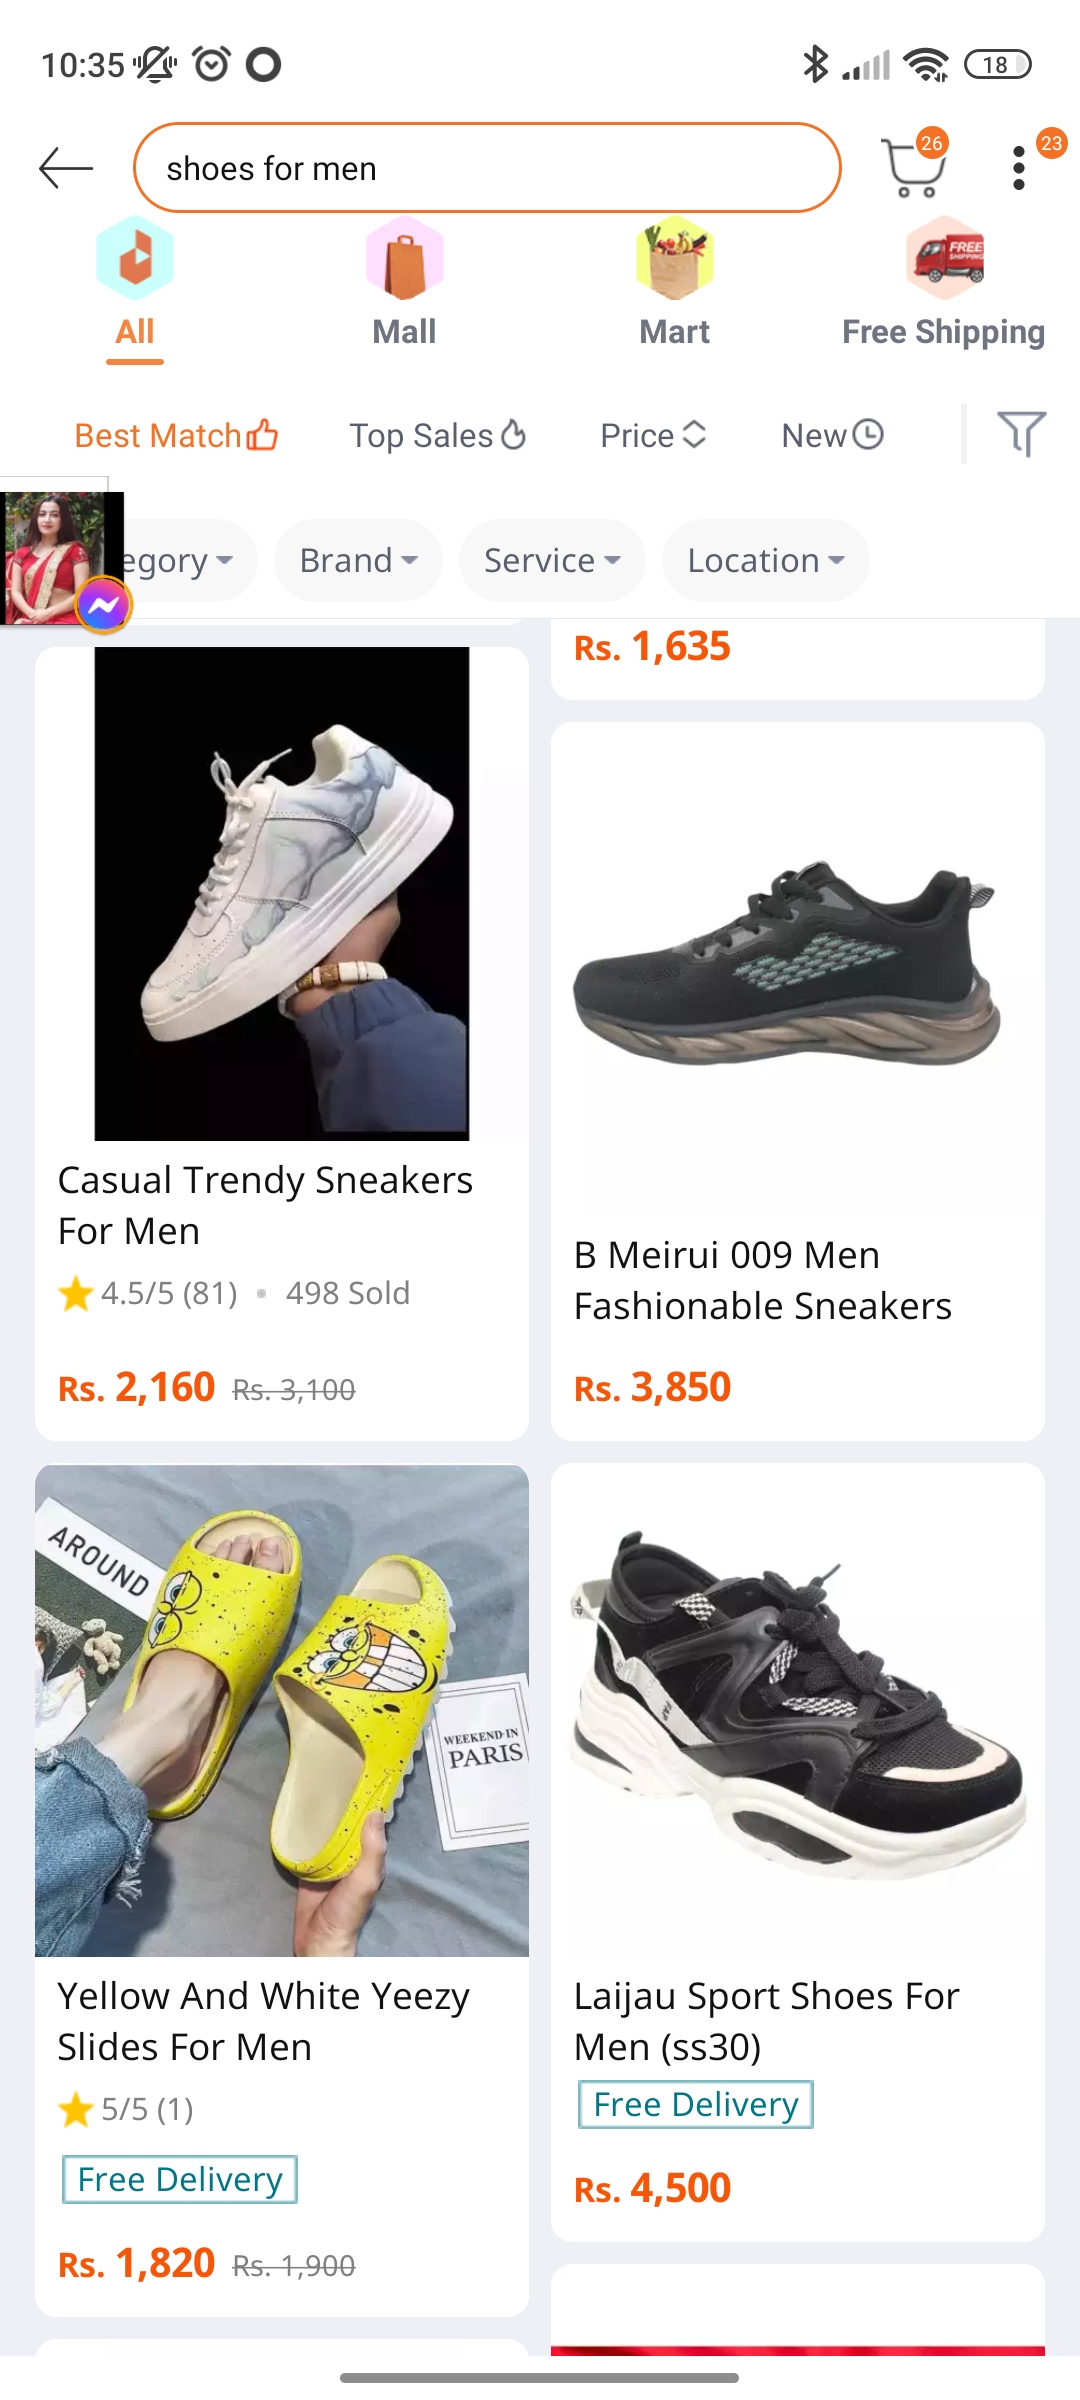 10:35
18
shoes for men
26
23
FREE
SHIPPING
All
Mall
Mart
Free Shipping
Best Match
Top Sales
Price
New
egory
Brand
Service
Location
Rs. 1,635
Casual Trendy Sneakers
For Men
4.5/5 (81)
498 Sold
Rs. 2,160 Rs. 3,100
B Meirui 009 Men
Fashionable Sneakers
Rs. 3,850
AROUND
WEEKEND·IN
PARIS
Yellow And White Yeezy
Slides For Men
5/5 (1)
Free Delivery
Rs. 1,820 Rs. 1,900
Laijau Sport Shoes For
Men (ss30)
Free Delivery
Rs. 4,500